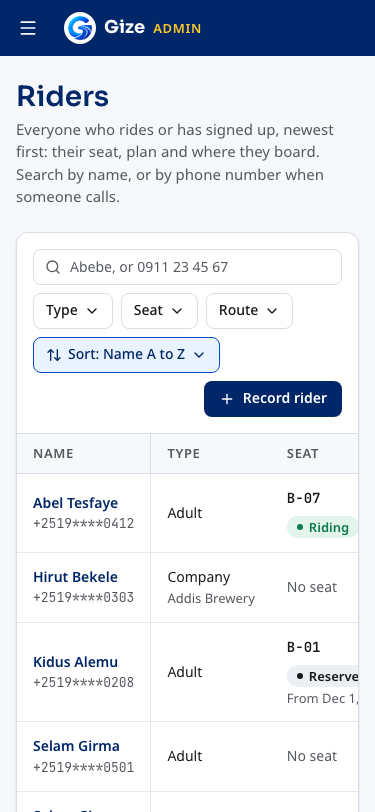 Gize ADMIN
Riders
Everyone who rides or has signed up, newest
first: their seat, plan and where they board.
Search by name, or by phone number when
someone calls.
Abebe, or 0911 23 45 67
Type
Seat
Route
Sort: Name A to Z
Record rider
NAME
TYPE
SEAT
Abel Tesfaye
+2519****0412
Adult
B-07
Riding
Hirut Bekele
+2519****0303
Company
Addis Brewery
No seat
Kidus Alemu
+2519****0208
Adult
B-01
Reserve
From Dec 1,
Selam Girma
+2519****0501
Adult
No seat